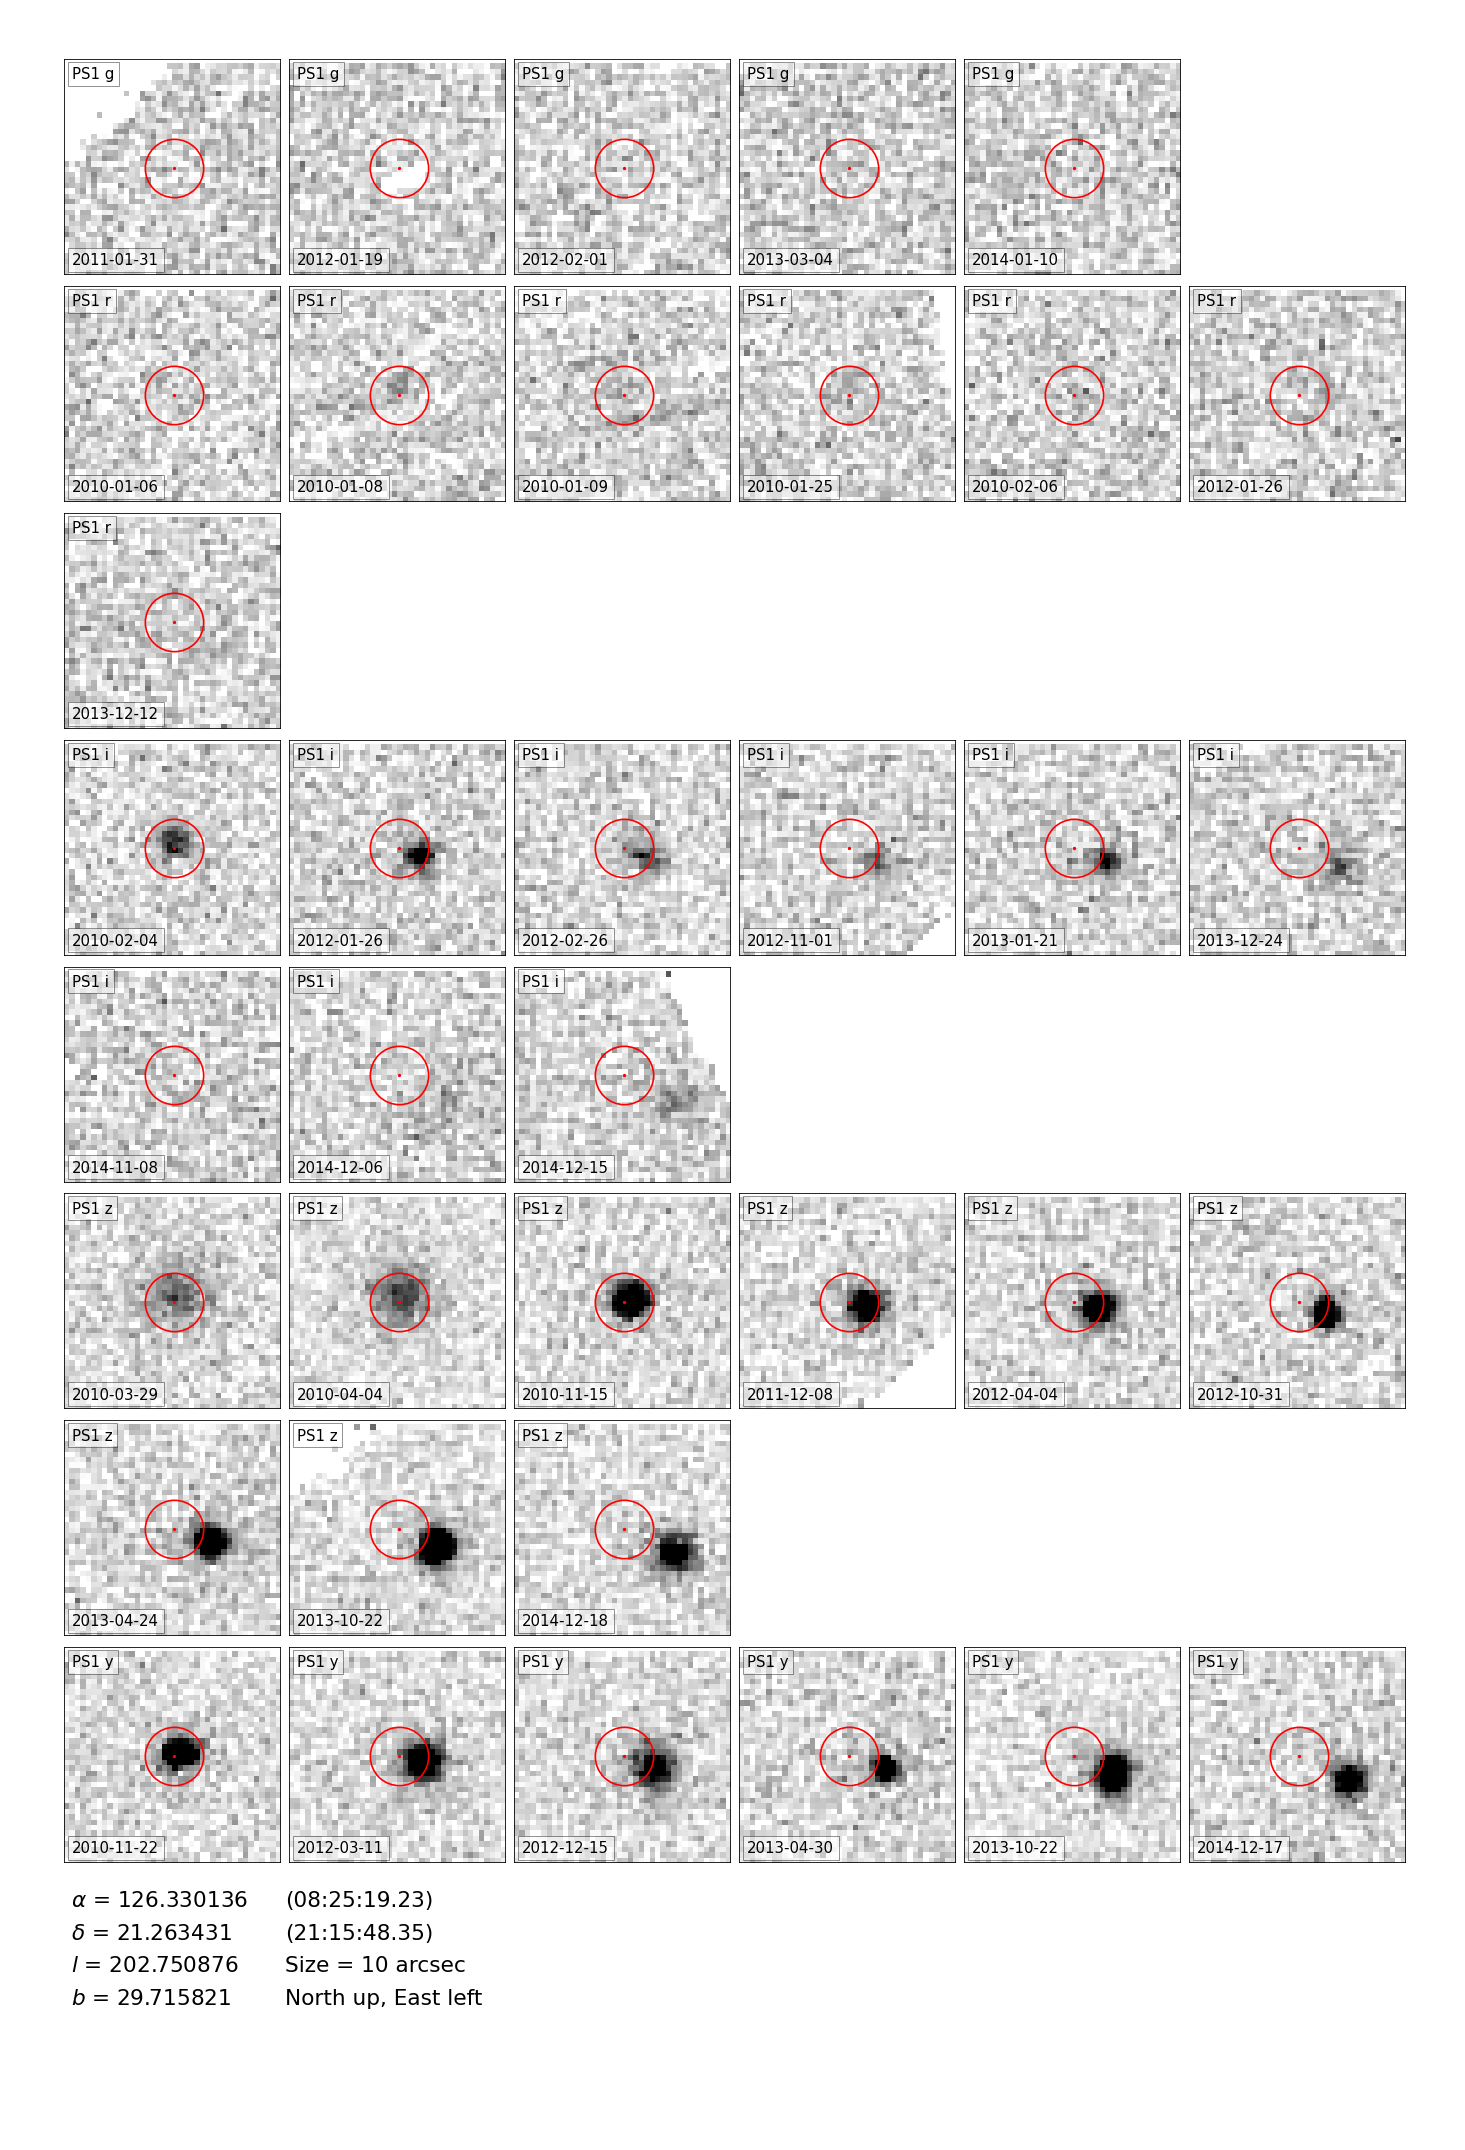 PS1 g PS1 g PS1 g PS1 g PS1 g
2011-01-31 2012-01-19 2012-02-01 2013-03-04 2014-01-10
PS1 r PS1 r PS1 r PS1 r PS1 r PS1 r
2010-01-06 2010-01-08 2010-01-09 2010-01-25 2010-02-06 2012-01-26
PS1 r
2013-12-12
PS1 i PS1 i PS1 i PS1 i PS1 i PS1 i
2010-02-04 2012-01-26 2012-02-26 2012-11-01 2013-01-21 2013-12-24
PS1 i PS1 i PS1 i
2014-11-08 2014-12-06 2014-12-15
PS1 z PS1 z PS1 z PS1 z PS1 z PS1 z
2010-03-29 2010-04-04 2010-11-15 2011-12-08 2012-04-04 2012-10-31
PS1 z PS1 z PS1 z
2013-04-24 2013-10-22 2014-12-18
PS1 y PS1 y PS1 y PS1 y PS1 y PS1 y
2010-11-22 2012-03-11 2012-12-15 2013-04-30 2013-10-22 2014-12-17
α = 126.330136 (08:25:19.23)
δ = 21.263431 (21:15:48.35)
l = 202.750876 Size = 10 arcsec
b = 29.715821 North up, East left